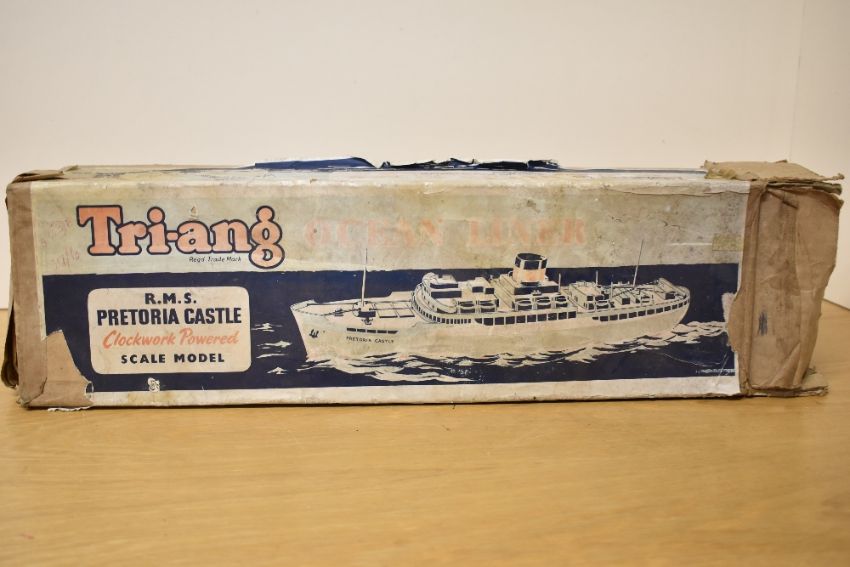 Tri-ang
Regd Trade Mark
OCEAN LINER
R.M.S.
PRETORIA CASTLE
Clockwork Powered
SCALE MODEL
PRETORIA CASTLE